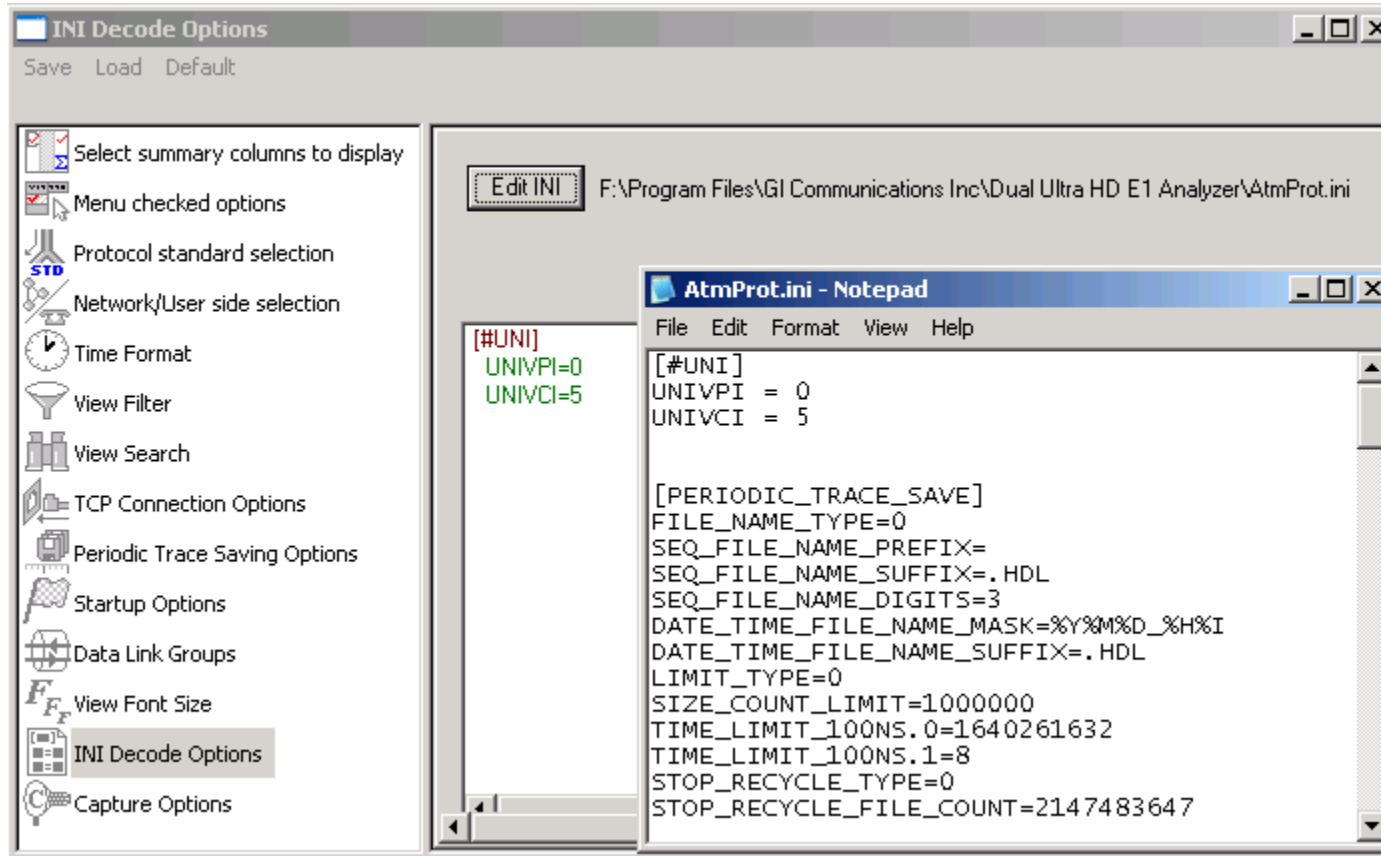 INI Decode Options
Save Load Default
Select summary columns to display
Menu checked options
STD
Protocol standard selection
Network/User side selection
Time Format
View Filter
View Search
TCP Connection Options
Periodic Trace Saving Options
Startup Options
Data Link Groups
View Font Size
INI Decode Options
Capture Options
Edit INI F:\Program Files\GI Communications Inc\Dual Ultra HD E1 Analyzer\AtmProt.ini
[#UNI]
UNIVPI=0
UNIVCI=5
AtmProt.ini - Notepad
File Edit Format View Help
[#UNI]
UNIVPI = 0
UNIVCI = 5
[PERIODIC_TRACE_SAVE]
FILE_NAME_TYPE=0
SEQ_FILE_NAME_PREFIX=
SEQ_FILE_NAME_SUFFIX=.HDL
SEQ_FILE_NAME_DIGITS=3
DATE_TIME_FILE_NAME_MASK=%Y%M%D_%H%I
DATE_TIME_FILE_NAME_SUFFIX=.HDL
LIMIT_TYPE=0
SIZE_COUNT_LIMIT=1000000
TIME_LIMIT_100NS.0=1640261632
TIME_LIMIT_100NS.1=8
STOP_RECYCLE_TYPE=0
STOP_RECYCLE_FILE_COUNT=2147483647